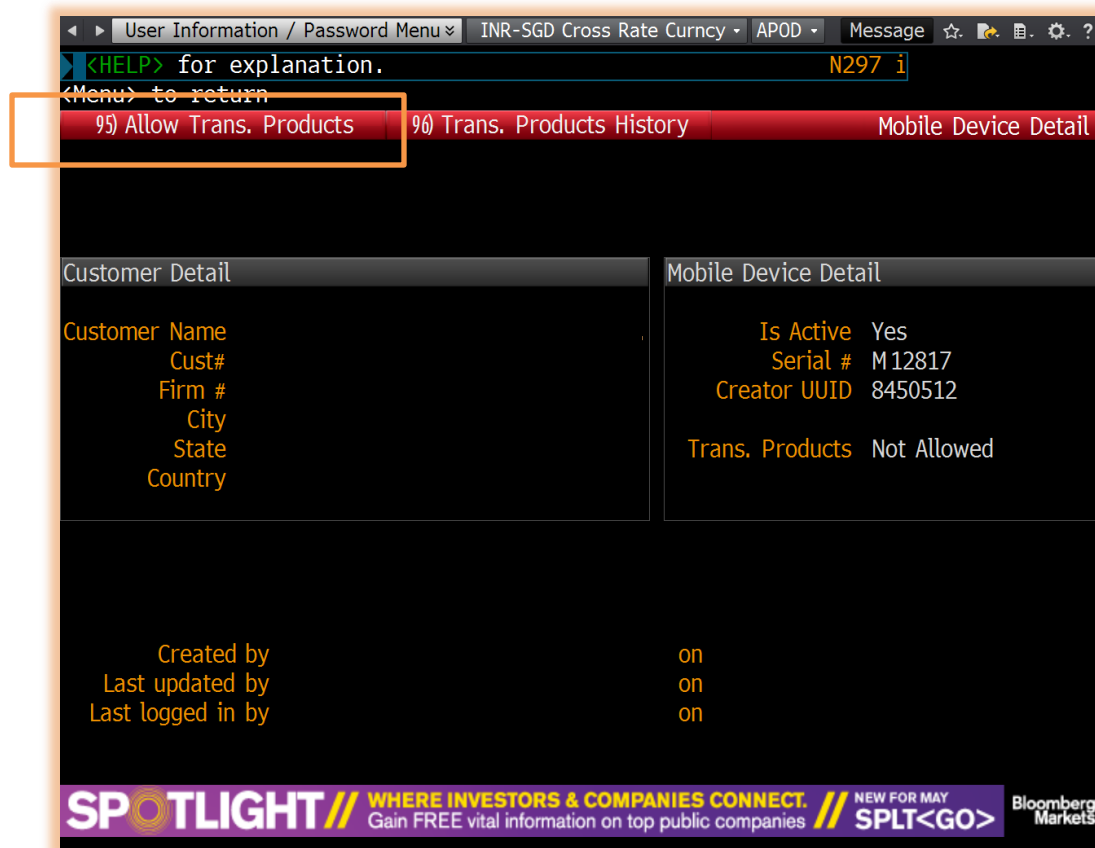 User Information / Password Menu INR-SGD Cross Rate Curncy APOD Message ?
<HELP> for explanation. N297 i
<Menu> to return
95) Allow Trans. Products 96) Trans. Products History Mobile Device Detail
Customer Detail Mobile Device Detail
Customer Name Is Active Yes
Cust# Serial # M12817
Firm # Creator UUID 8450512
City
State Trans. Products Not Allowed
Country
Created by on
Last updated by on
Last logged in by on
SPOTLIGHT// WHERE INVESTORS & COMPANIES CONNECT. // NEW FOR MAY Bloomberg
Gain FREE vital information on top public companies SPLT<GO> Markets